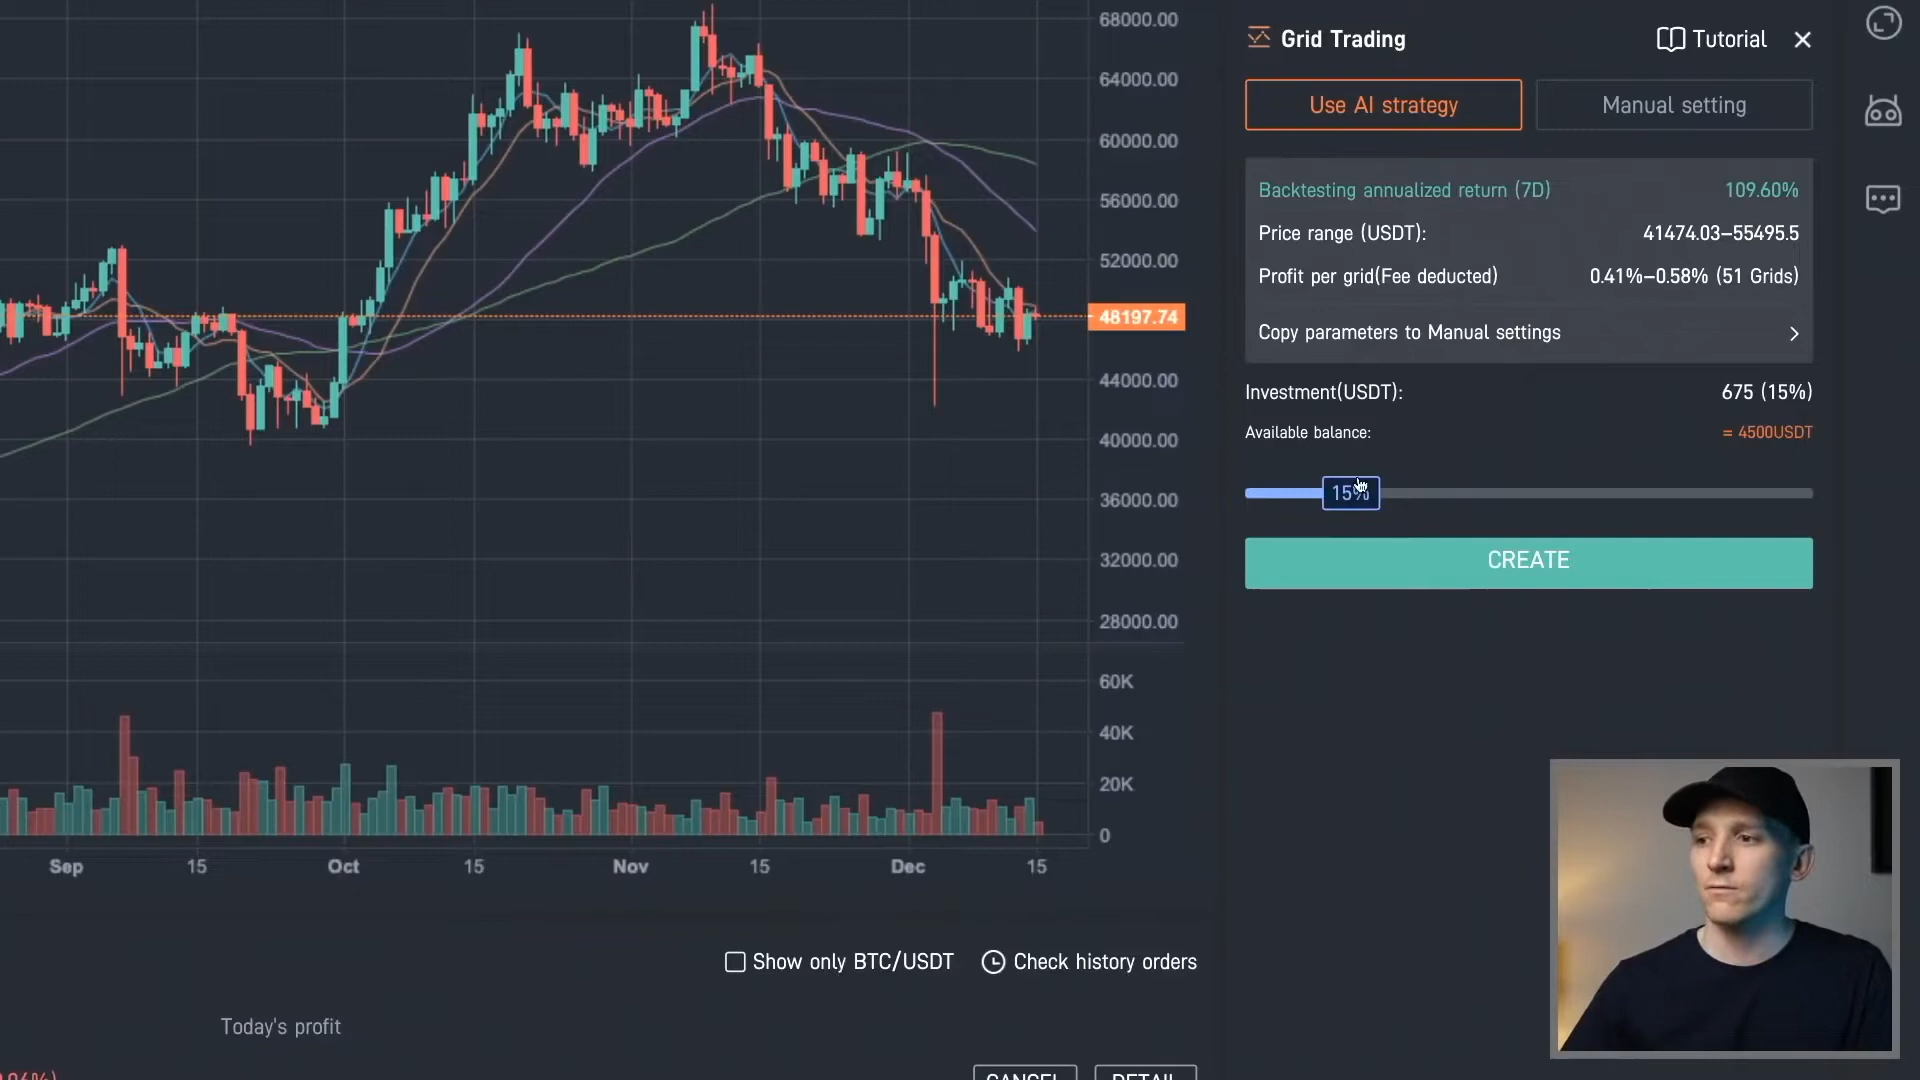 68000.00
64000.00
60000.00
56000.00
52000.00
48197.74
44000.00
40000.00
36000.00
32000.00
28000.00
60K
40K
20K
0
Sep 15 Oct 15 Nov 15 Dec 15
Show only BTC/USDT Check history orders
Today's profit
CANCEL DETAIL
Grid Trading Tutorial
Use AI strategy Manual setting
Backtesting annualized return (7D) 109.60%
Price range (USDT): 41474.03–55495.5
Profit per grid(Fee deducted) 0.41%–0.58% (51 Grids)
Copy parameters to Manual settings
Investment(USDT): 675 (15%)
Available balance: = 4500USDT
15%
CREATE